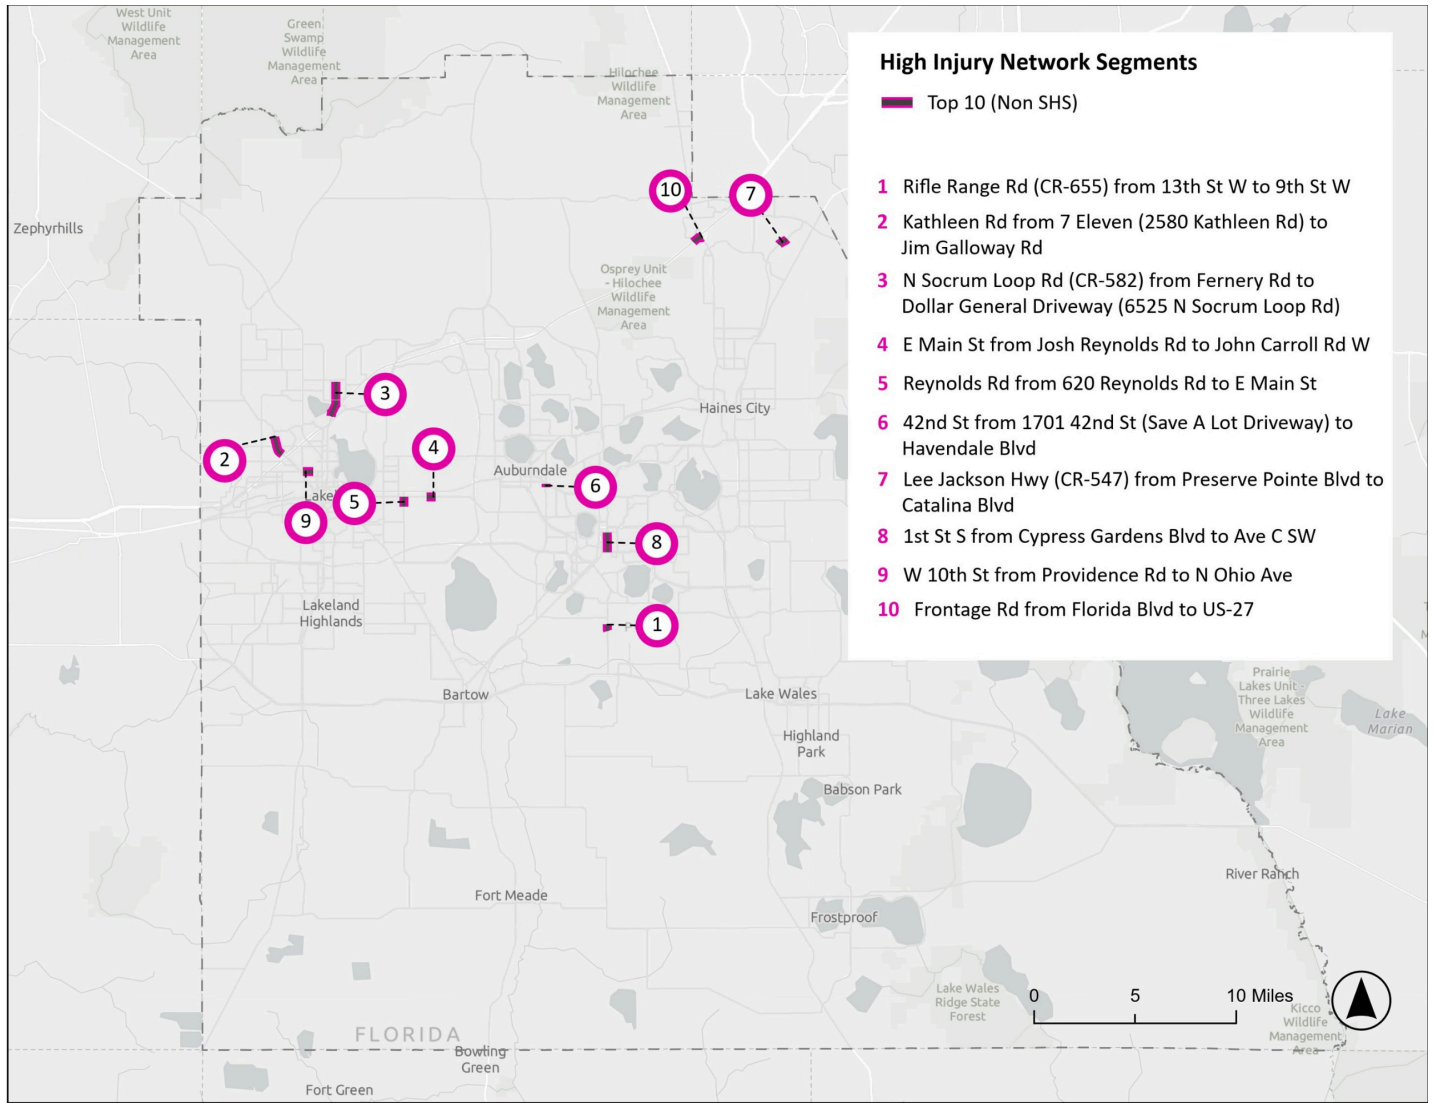 West Unit
Wildlife
Management
Area
Green
Swamp
Wildlife
Management
Area
Hilochee
Wildlife
Management
Area
High Injury Network Segments
Top 10 (Non SHS)
1 Rifle Range Rd (CR-655) from 13th St W to 9th St W
2 Kathleen Rd from 7 Eleven (2580 Kathleen Rd) to
Jim Galloway Rd
3 N Socrum Loop Rd (CR-582) from Fernery Rd to
Dollar General Driveway (6525 N Socrum Loop Rd)
4 E Main St from Josh Reynolds Rd to John Carroll Rd W
5 Reynolds Rd from 620 Reynolds Rd to E Main St
6 42nd St from 1701 42nd St (Save A Lot Driveway) to
Havendale Blvd
7 Lee Jackson Hwy (CR-547) from Preserve Pointe Blvd to
Catalina Blvd
8 1st St S from Cypress Gardens Blvd to Ave C SW
9 W 10th St from Providence Rd to N Ohio Ave
10 Frontage Rd from Florida Blvd to US-27
10
7
Zephyrhills
Osprey Unit
- Hilochee
Wildlife
Management
Area
3
Haines City
4
2
Auburndale
6
5
9
8
Lakeland
Highlands
1
Bartow
Lake Wales
Prairie
Lakes Unit -
Three Lakes
Wildlife
Management
Area
Lake
Marian
Highland
Park
Babson Park
River Ranch
Fort Meade
Frostproof
Lake Wales
Ridge State
Forest
0 5 10 Miles
Kicco
Wildlife
Management
Area
FLORIDA
Bowling
Green
Fort Green